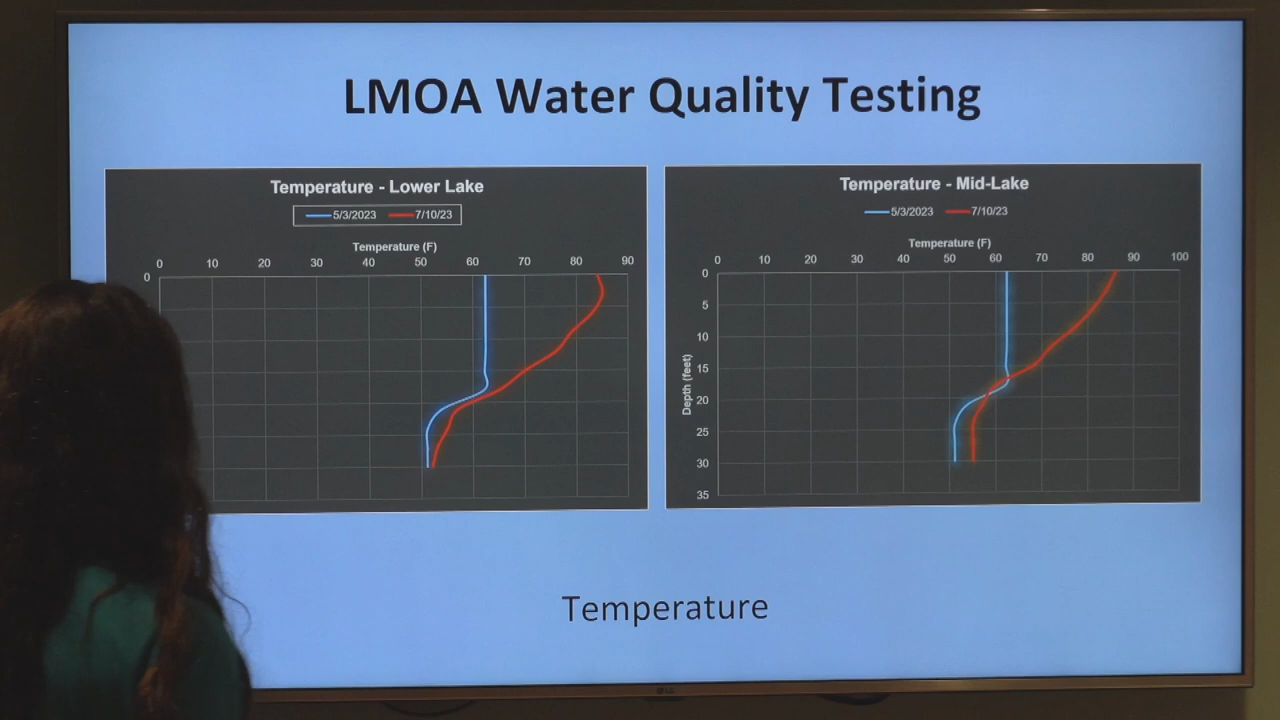 LMOA Water Quality Testing
Temperature - Lower Lake
5/3/2023 7/10/23
Temperature (F)
0 10 20 30 40 50 60 70 80 90
0
Temperature - Mid-Lake
5/3/2023 7/10/23
Temperature (F)
0 10 20 30 40 50 60 70 80 90 100
0
5
10
15
20
25
30
35
Depth (feet)
Temperature
LG